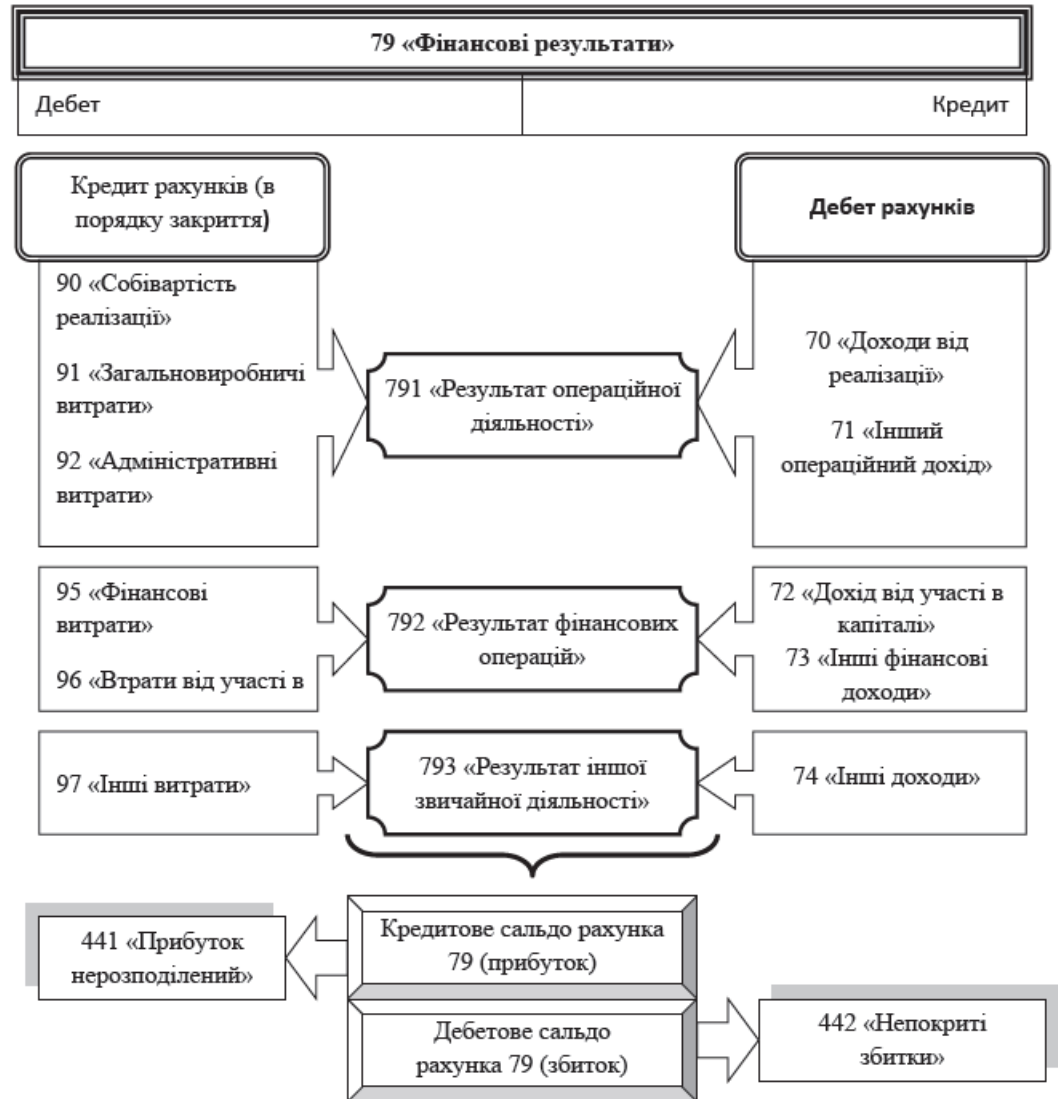 79 «Фінансові результати»
Дебет
Кредит
Кредит рахунків (в
порядку закриття)
Дебет рахунків
90 «Собівартість
реалізації»
91 «Загальновиробничі
витрати»
92 «Адміністративні
витрати»
791 «Результат операційної
діяльності»
70 «Доходи від
реалізації»
71 «Інший
операційний дохід»
95 «Фінансові
витрати»
96 «Втрати від участі в
792 «Результат фінансових
операцій»
72 «Дохід від участі в
капіталі»
73 «Інші фінансові
доходи»
97 «Інші витрати»
793 «Результат іншої
звичайної діяльності»
74 «Інші доходи»
441 «Прибуток
нерозподілений»
Кредитове сальдо рахунка
79 (прибуток)
Дебетове сальдо
рахунка 79 (збиток)
442 «Непокриті
збитки»